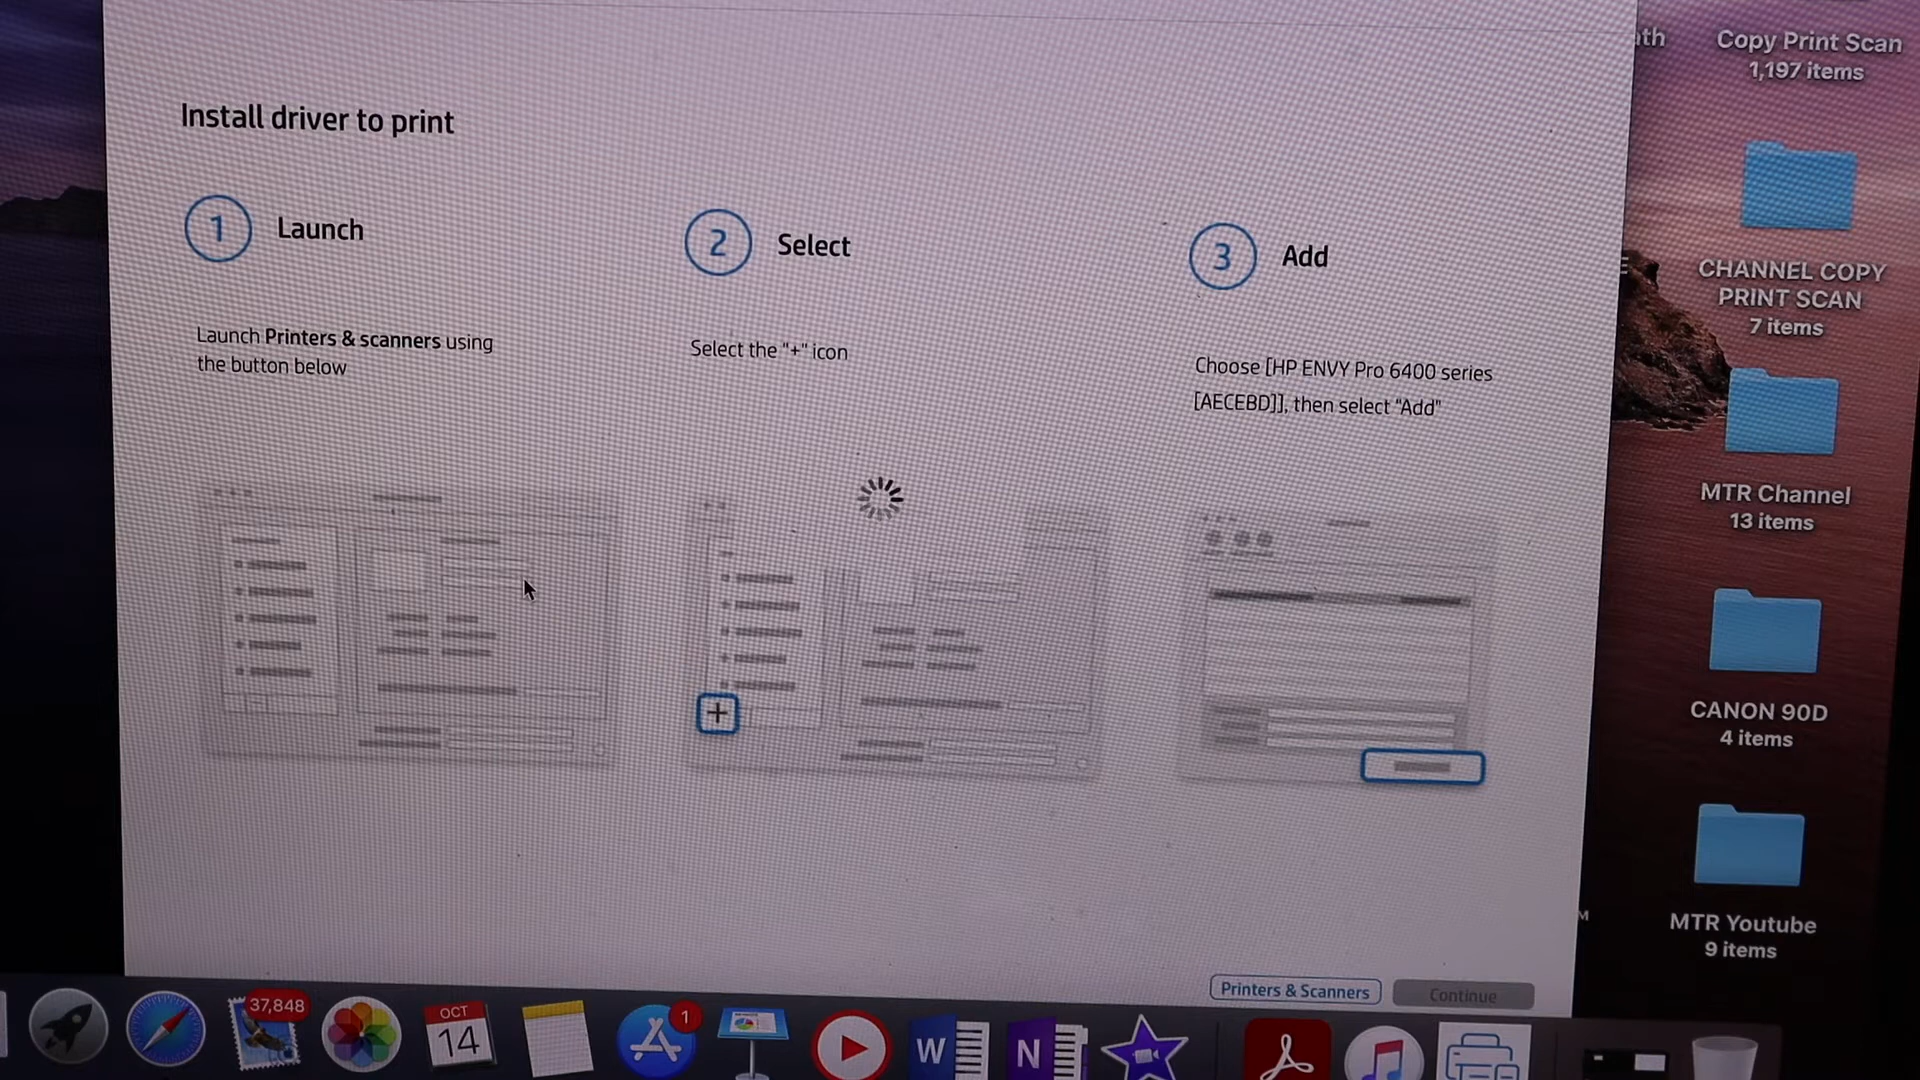 Install driver to print
1 Launch
Launch Printers & scanners using
the button below
2 Select
Select the "+" icon
3 Add
Choose [HP ENVY Pro 6400 series
[AECEBD]], then select "Add"
+
Printers & Scanners
Continue
Copy Print Scan
1,197 items
CHANNEL COPY
PRINT SCAN
7 items
MTR Channel
13 items
CANON 90D
4 items
MTR Youtube
9 items
37,848
OCT
14
1
W
N